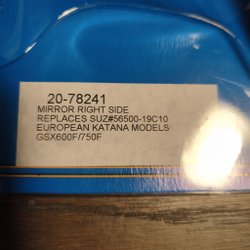 20-78241
MIRROR RIGHT SIDE
REPLACES SUZ#56500-19C10
EUROPEAN KATANA MODELS
GSX600F/750F